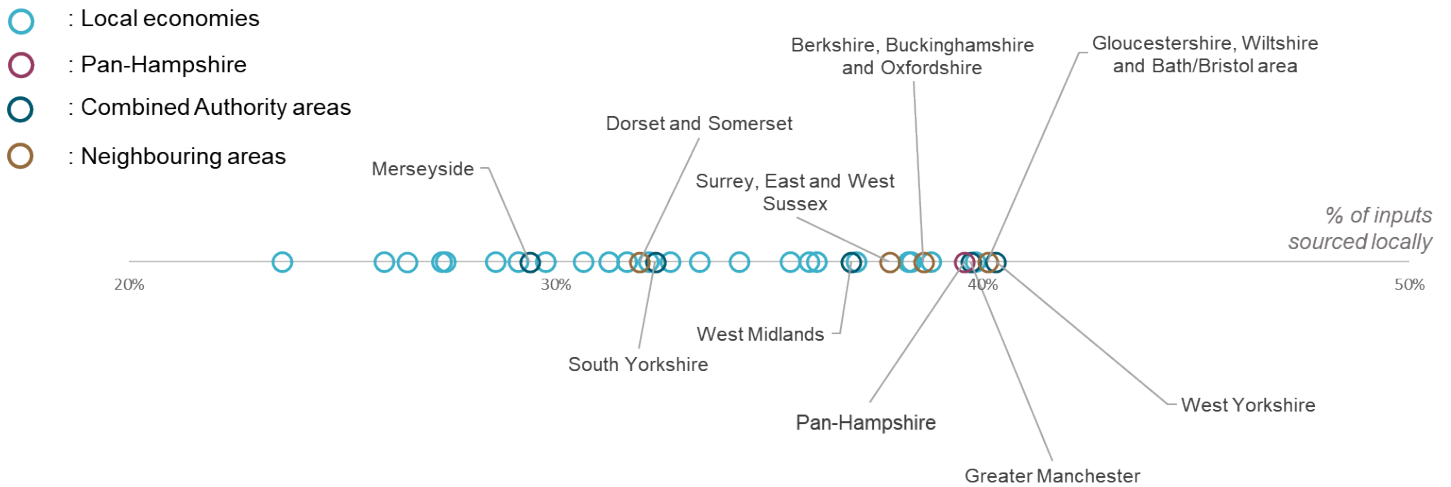 : Local economies
: Pan-Hampshire
: Combined Authority areas
: Neighbouring areas
Berkshire, Buckinghamshire
and Oxfordshire
Gloucestershire, Wiltshire
and Bath/Bristol area
Dorset and Somerset
Merseyside
Surrey, East and West
Sussex
% of inputs
sourced locally
20%
30%
40%
50%
West Midlands
South Yorkshire
Pan-Hampshire
West Yorkshire
Greater Manchester